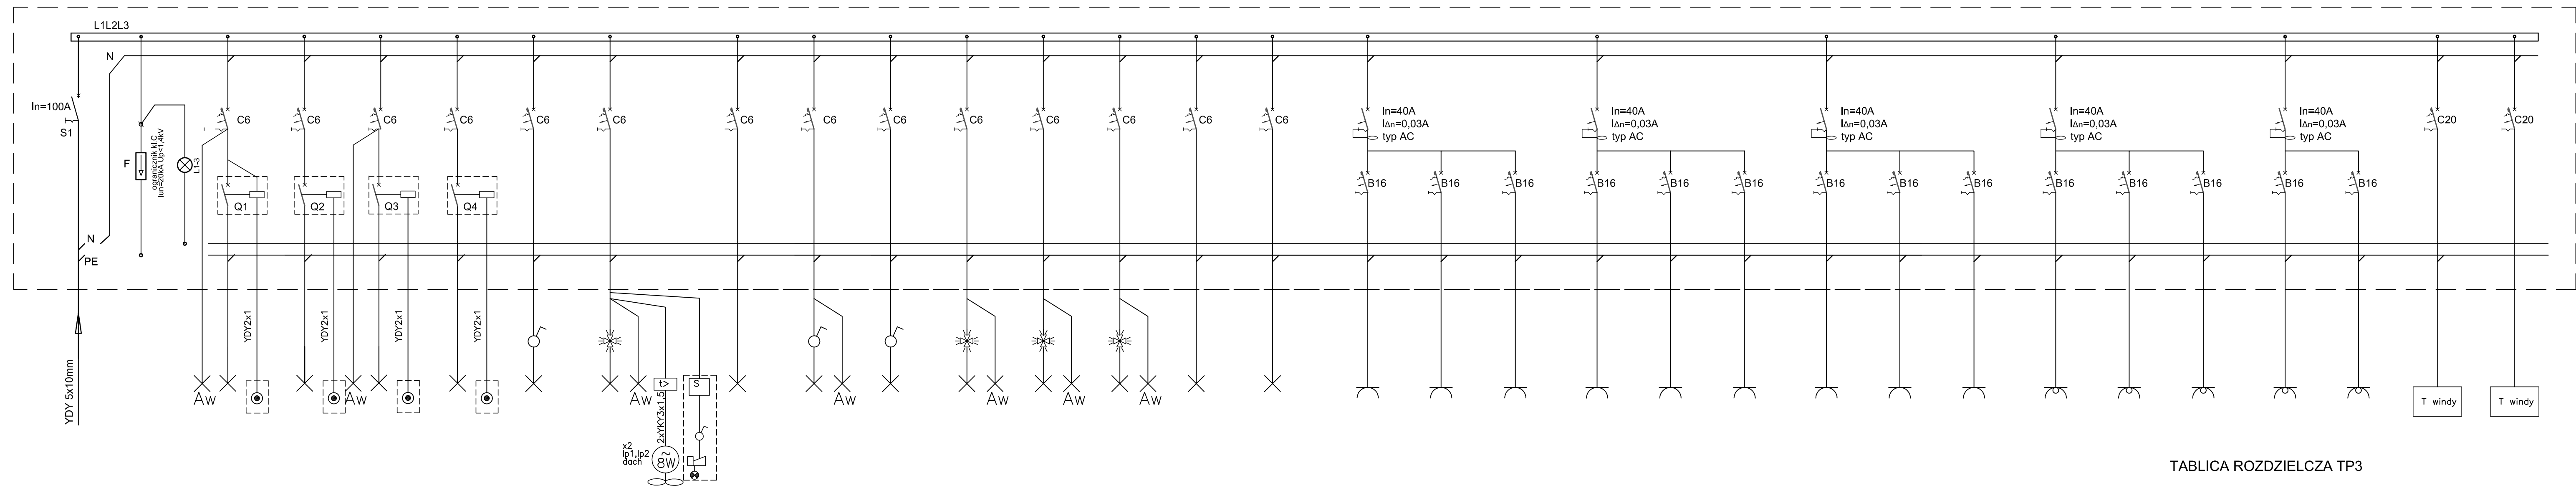 L1L2L3
N
In=100A
S1
F
ogranicznik kl.C
Iun=20kA Up<1,4kV
L1-3
C6
C6
C6
C6
C6
C6
C6
C6
C6
C6
C6
C6
C6
C6
In=40A
IΔn=0,03A
typ AC
In=40A
IΔn=0,03A
typ AC
In=40A
IΔn=0,03A
typ AC
In=40A
IΔn=0,03A
typ AC
In=40A
IΔn=0,03A
typ AC
C20
C20
B16
B16
B16
B16
B16
B16
B16
B16
B16
B16
B16
B16
B16
B16
Q1
Q2
Q3
Q4
N
PE
YDY 5x10mm
YDY2x1
YDY2x1
YDY2x1
YDY2x1
Aw
Aw
Aw
Aw
Aw
Aw
Aw
t>
S
2xYKY3x1,5
x2
lp1,lp2
dach
~
8W
T windy
T windy
TABLICA ROZDZIELCZA TP3